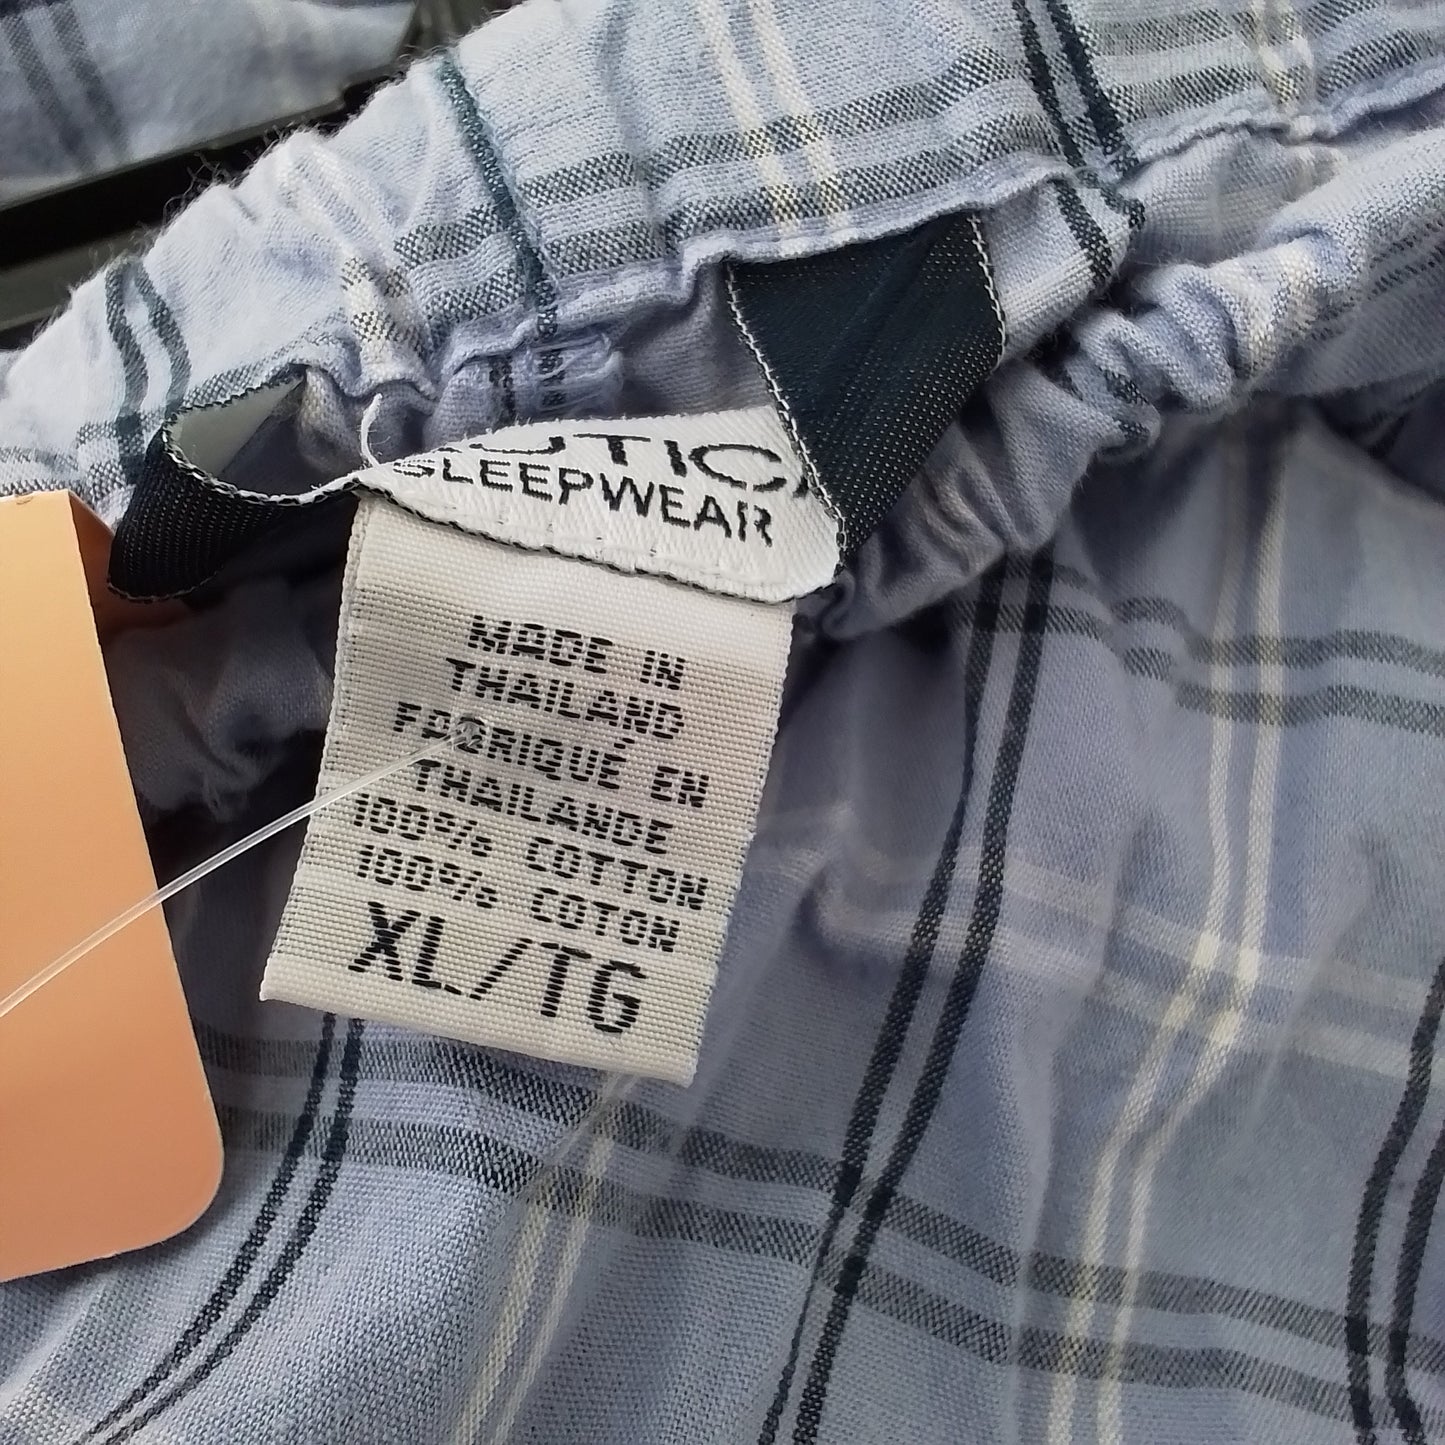 UTICA
SLEEPWEAR
MADE IN
THAILAND
FABRIQUÉ EN
THAILANDE
100% COTTON
100% COTON
XL/TG